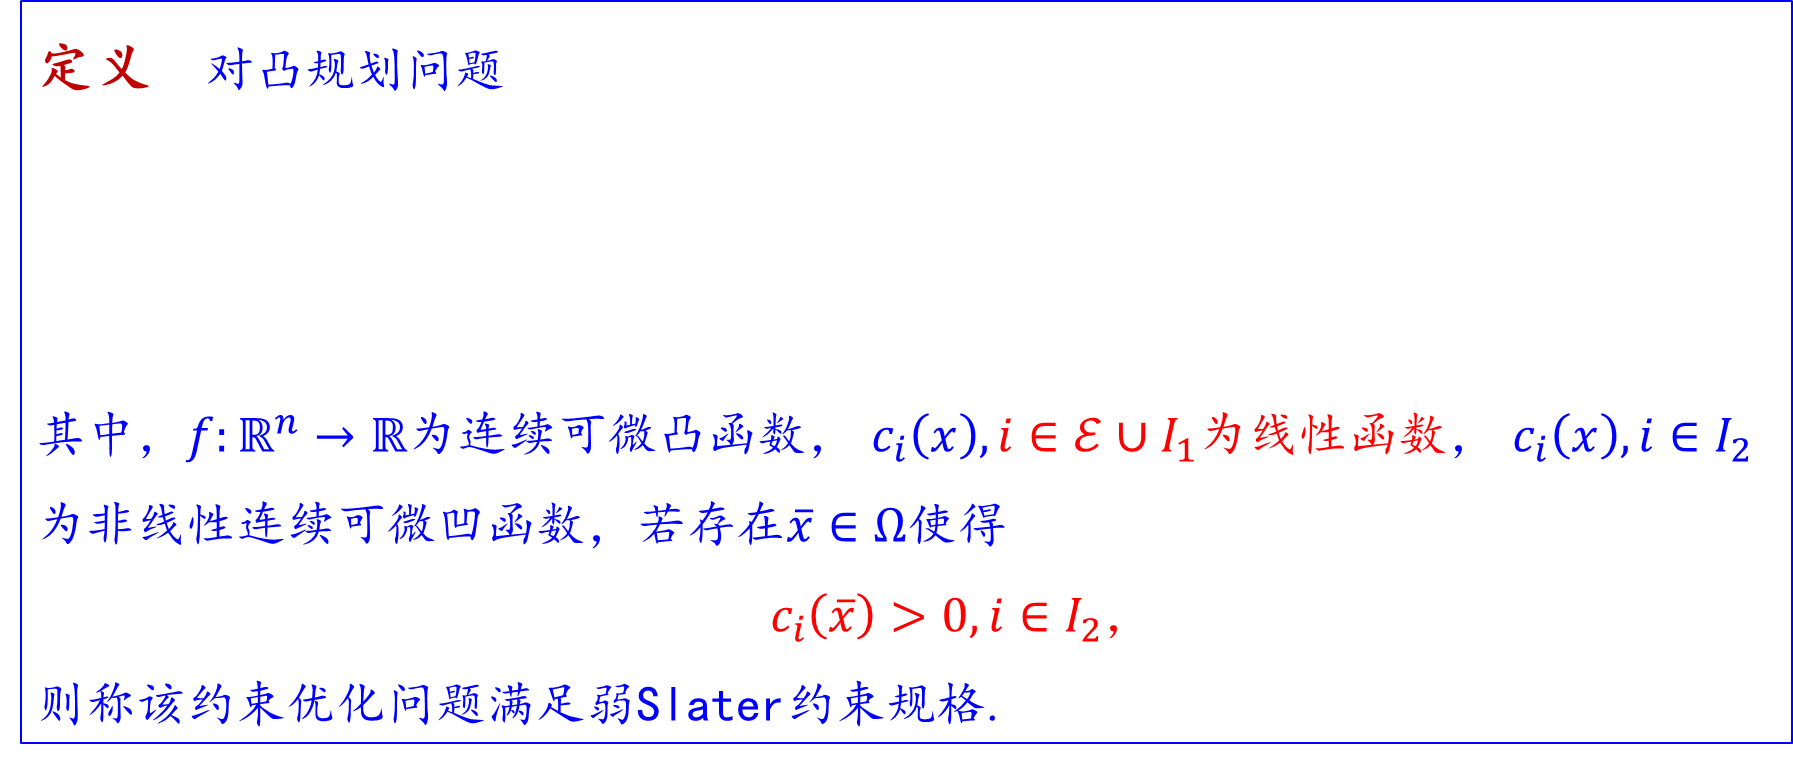 定义 对凸规划问题
其中，f: ℝⁿ → ℝ为连续可微凸函数， cᵢ(x), i ∈ ℰ ∪ I₁为线性函数， cᵢ(x), i ∈ I₂
为非线性连续可微凹函数，若存在x̄ ∈ Ω使得
cᵢ(x̄) > 0, i ∈ I₂,
则称该约束优化问题满足弱Slater约束规格.